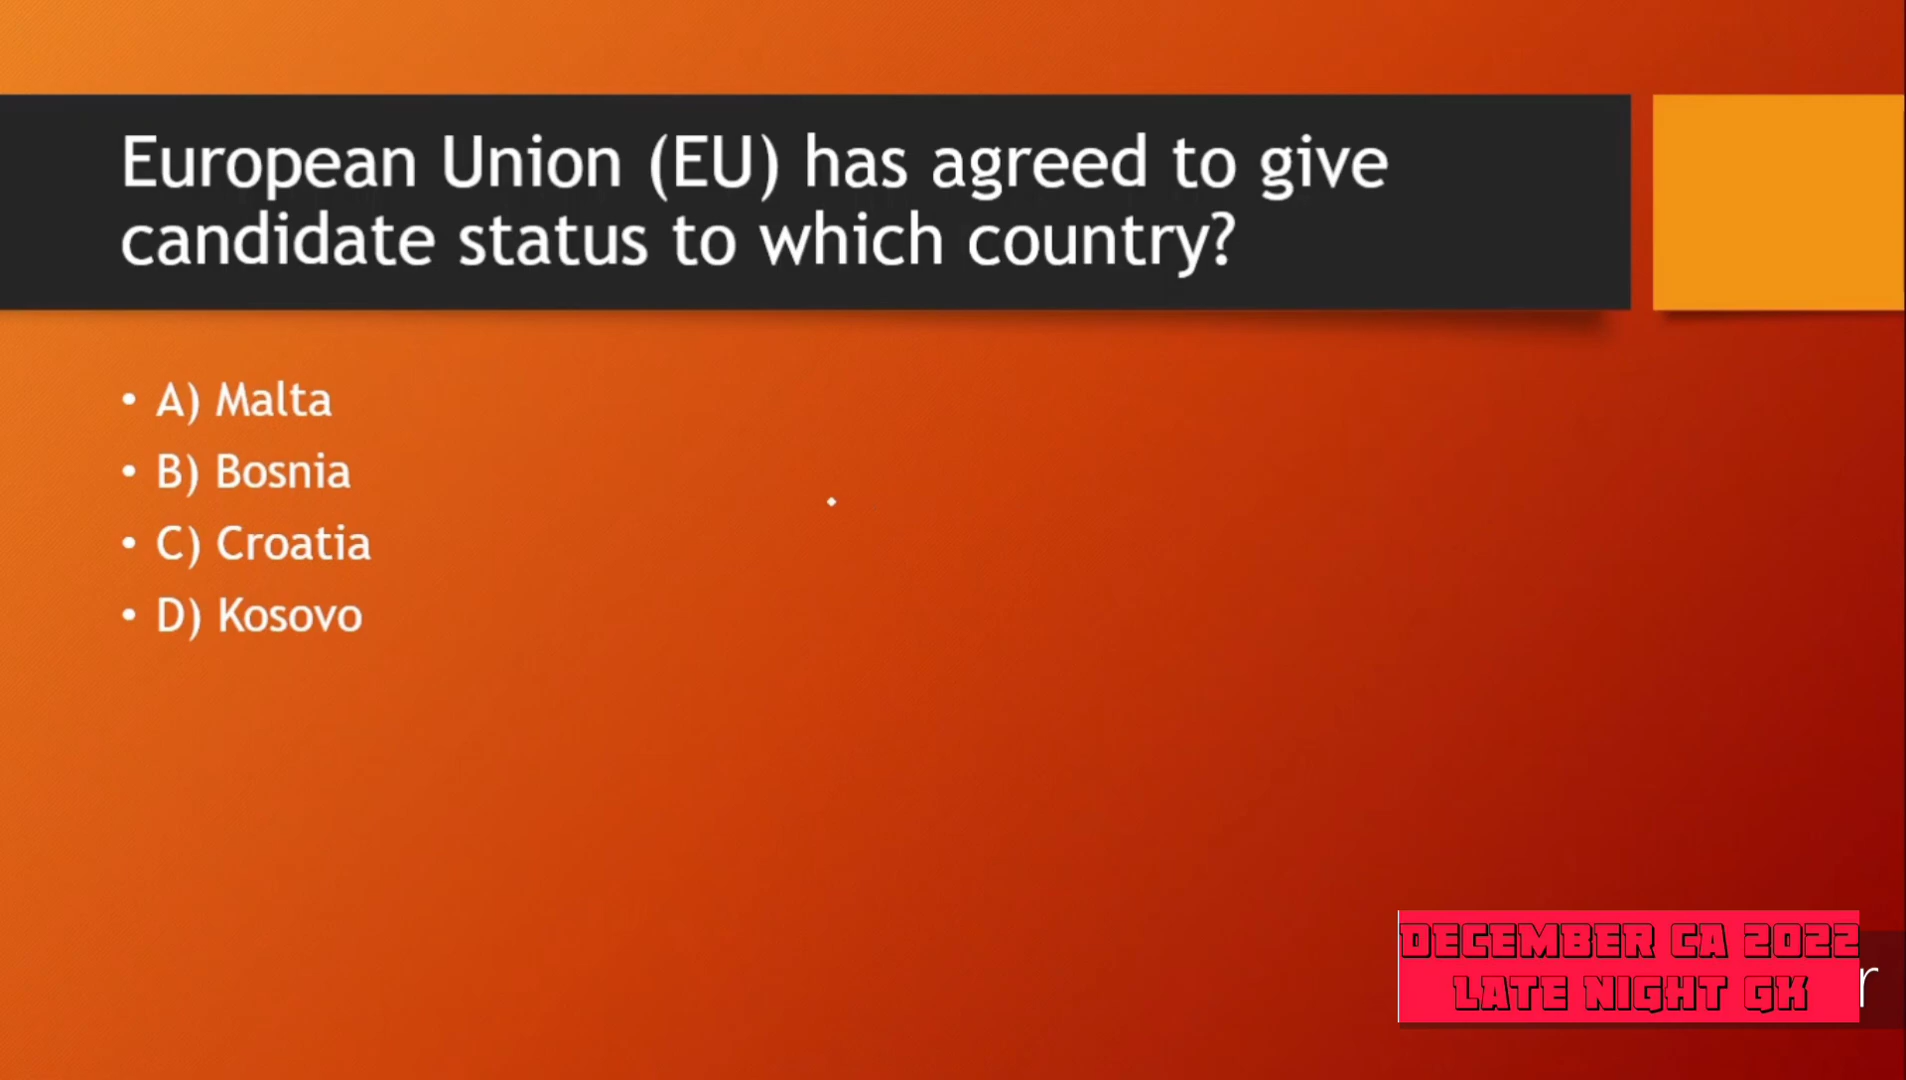 European Union (EU) has agreed to give
candidate status to which country?
• A) Malta
• B) Bosnia
• C) Croatia
• D) Kosovo
DECEMBER CA 2022
LATE NIGHT GK
r